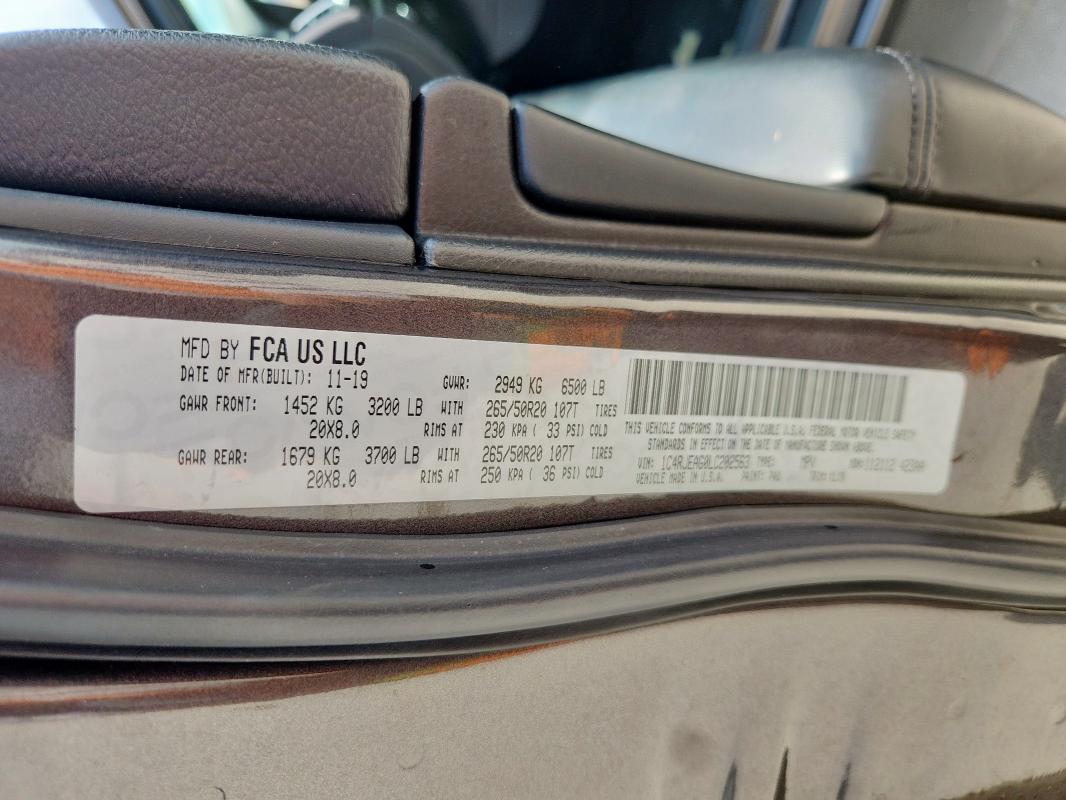 MFD BY FCA US LLC
DATE OF MFR(BUILT): 11-19 GVWR: 2949 KG 6500 LB
GAWR FRONT: 1452 KG 3200 LB WITH 265/50R20 107T TIRES
20X8.0 RIMS AT 230 KPA ( 33 PSI) COLD
GAWR REAR: 1679 KG 3700 LB WITH 265/50R20 107T TIRES
20X8.0 RIMS AT 250 KPA ( 36 PSI) COLD
THIS VEHICLE CONFORMS TO ALL APPLICABLE U.S.A. FEDERAL MOTOR VEHICLE SAFETY
STANDARDS IN EFFECT ON THE DATE OF MANUFACTURE SHOWN ABOVE.
VIN: 1C4RJEAG0LC202563 TYPE: MPV MDH:
VEHICLE MADE IN U.S.A. PAINT: PAU TRIM: